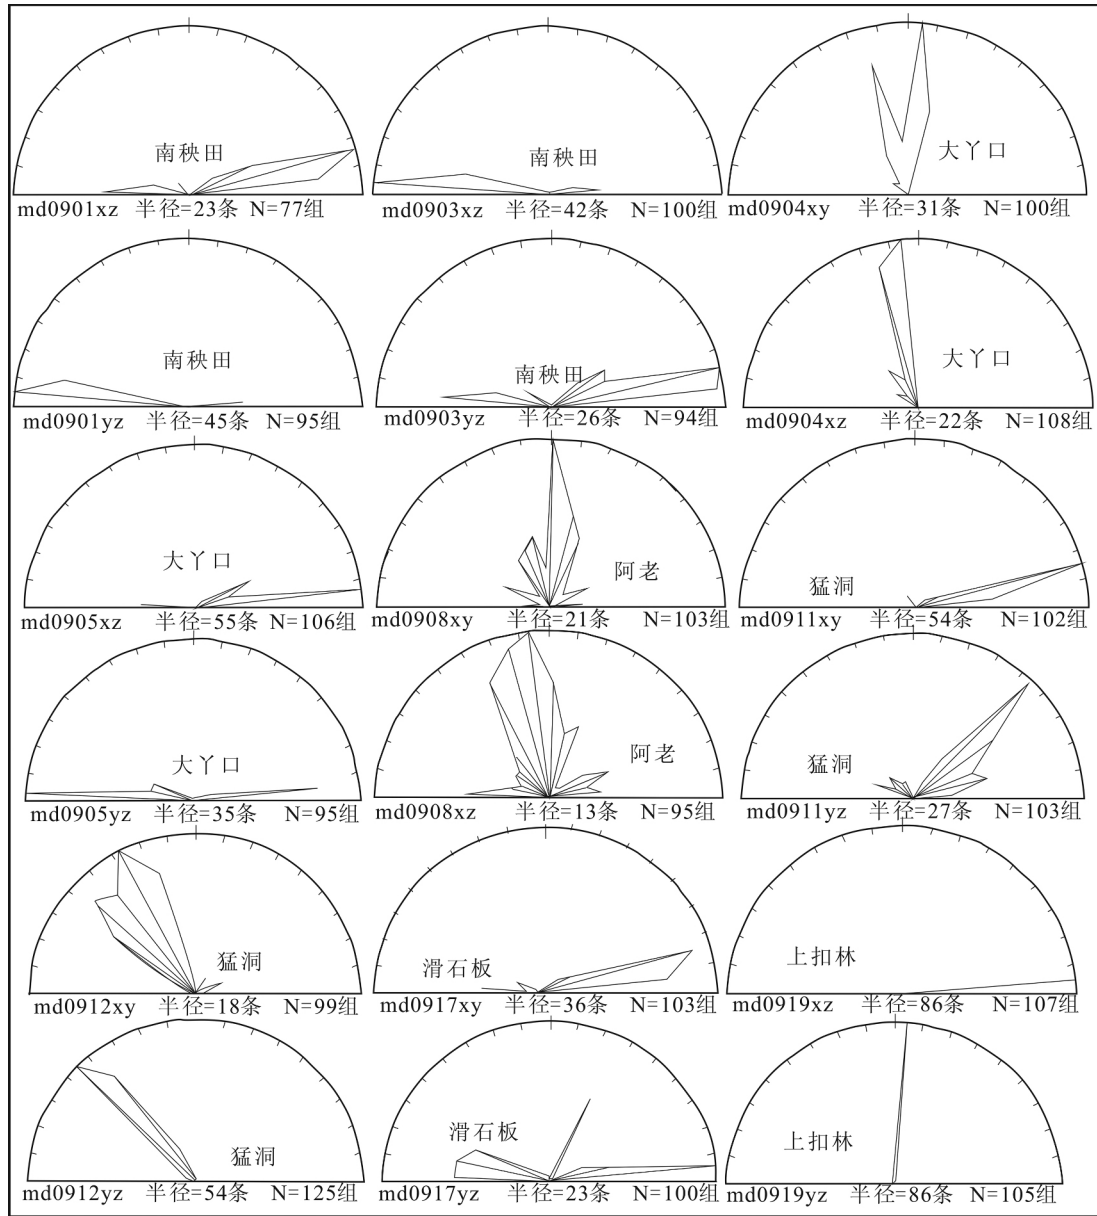 南秧田
南秧田
大丫口
md0901xz 半径=23条 N=77组
md0903xz 半径=42条 N=100组
md0904xy 半径=31条 N=100组
南秧田
南秧田
大丫口
md0901yz 半径=45条 N=95组
md0903yz 半径=26条 N=94组
md0904xz 半径=22条 N=108组
大丫口
阿老
猛洞
md0905xz 半径=55条 N=106组
md0908xy 半径=21条 N=103组
md0911xy 半径=54条 N=102组
大丫口
阿老
猛洞
md0905yz 半径=35条 N=95组
md0908xz 半径=13条 N=95组
md0911yz 半径=27条 N=103组
猛洞
滑石板
上扣林
md0912xy 半径=18条 N=99组
md0917xy 半径=36条 N=103组
md0919xz 半径=86条 N=107组
猛洞
滑石板
上扣林
md0912yz 半径=54条 N=125组
md0917yz 半径=23条 N=100组
md0919yz 半径=86条 N=105组